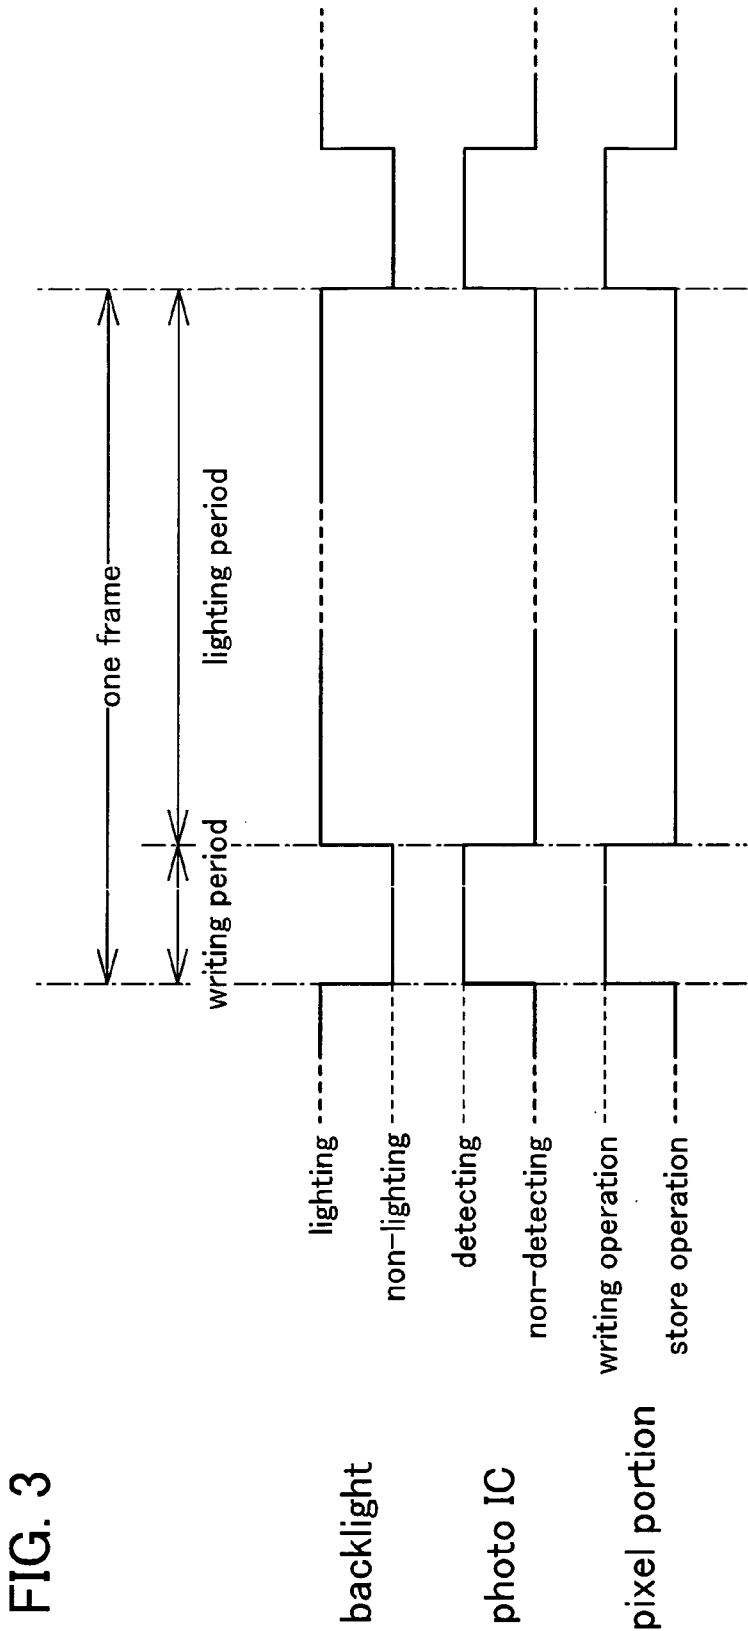 FIG. 3
one frame
writing period
lighting period
backlight
lighting
non-lighting
photo IC
detecting
non-detecting
pixel portion
writing operation
store operation